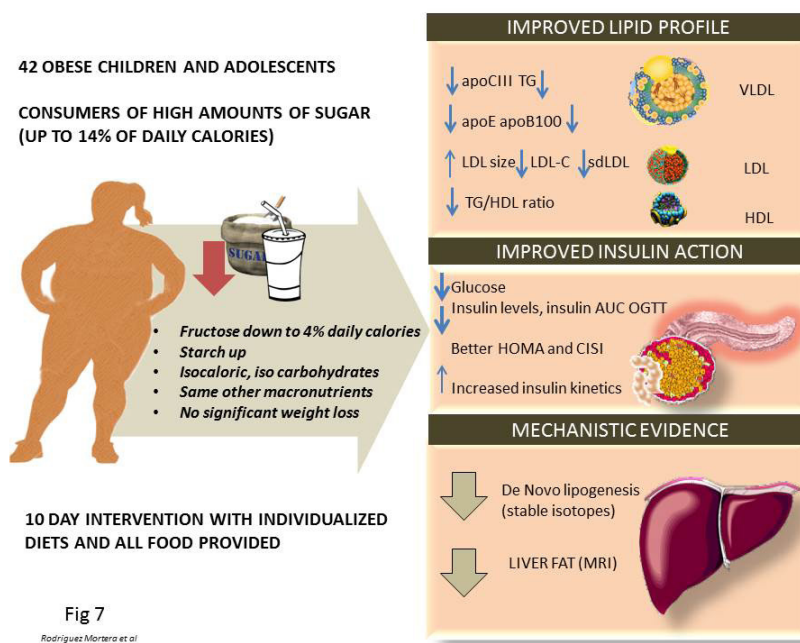 42 OBESE CHILDREN AND ADOLESCENTS
CONSUMERS OF HIGH AMOUNTS OF SUGAR
(UP TO 14% OF DAILY CALORIES)
SUGAR
• Fructose down to 4% daily calories
• Starch up
• Isocaloric, iso carbohydrates
• Same other macronutrients
• No significant weight loss
10 DAY INTERVENTION WITH INDIVIDUALIZED
DIETS AND ALL FOOD PROVIDED
Fig 7
Rodriguez Mortera et al
IMPROVED LIPID PROFILE
↓ apoCIII TG ↓
VLDL
↓ apoE apoB100 ↓
↑ LDL size ↓ LDL-C ↓ sdLDL
LDL
↓ TG/HDL ratio
HDL
IMPROVED INSULIN ACTION
↓ Glucose
↓ Insulin levels, insulin AUC OGTT
Better HOMA and CISI
↑ Increased insulin kinetics
MECHANISTIC EVIDENCE
De Novo lipogenesis
(stable isotopes)
LIVER FAT (MRI)